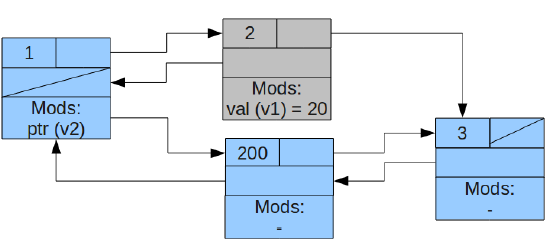 1
Mods:
ptr (v2)
2
Mods:
val (v1) = 20
200
Mods:
-
3
Mods:
-